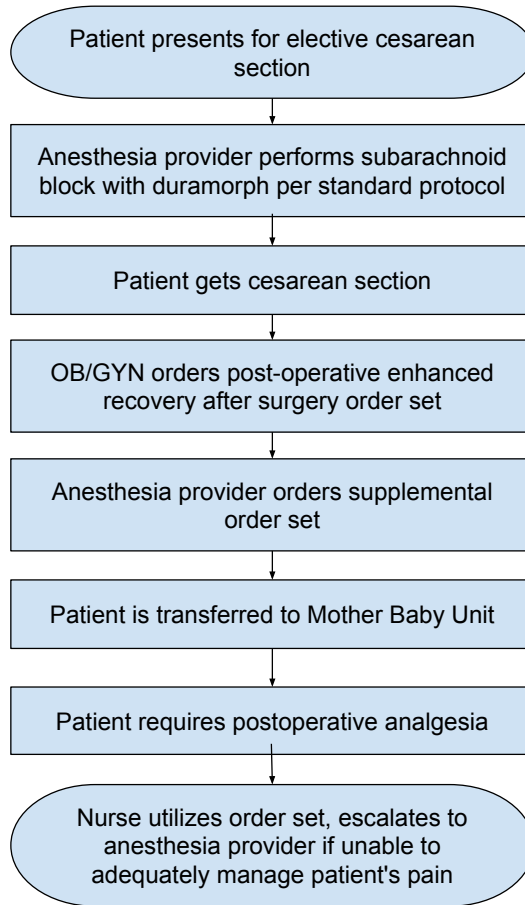 Patient presents for elective cesarean
section
Anesthesia provider performs subarachnoid
block with duramorph per standard protocol
Patient gets cesarean section
OB/GYN orders post-operative enhanced
recovery after surgery order set
Anesthesia provider orders supplemental
order set
Patient is transferred to Mother Baby Unit
Patient requires postoperative analgesia
Nurse utilizes order set, escalates to
anesthesia provider if unable to
adequately manage patient's pain